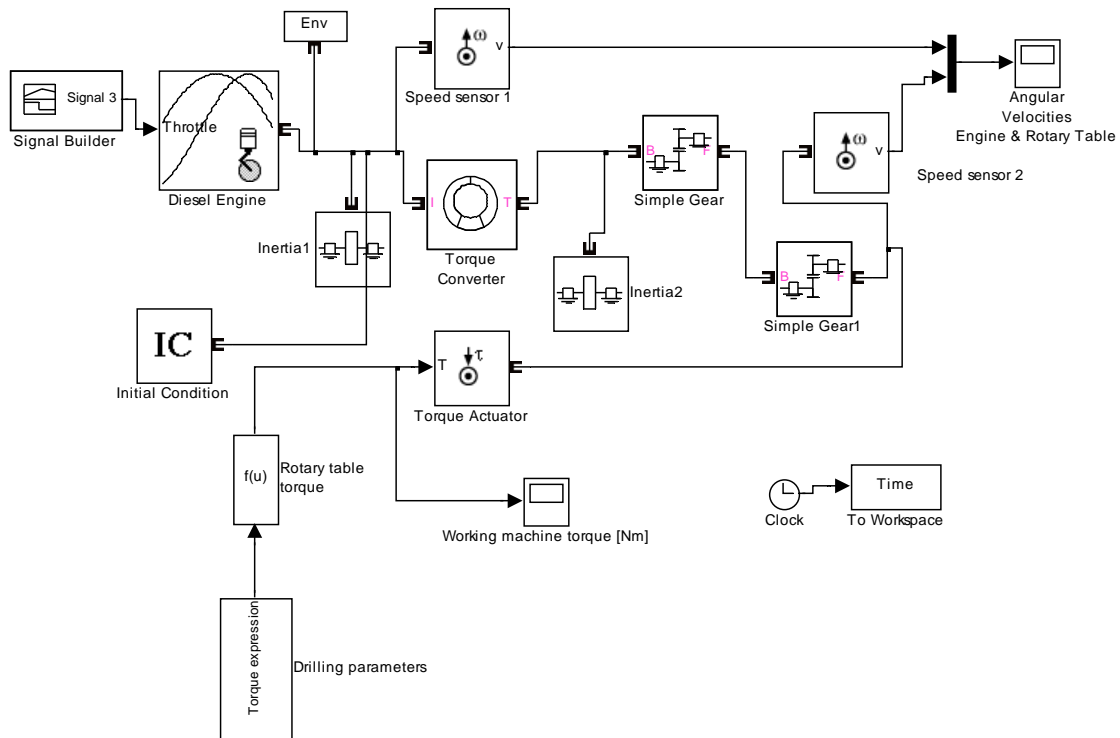 Env
Signal 3
Signal Builder
Throttle
Diesel Engine
ω
v
Speed sensor 1
Angular
Velocities
Engine & Rotary Table
ω
v
Speed sensor 2
B
F
Simple Gear
I
T
Torque
Converter
Inertia1
Inertia2
B
F
Simple Gear1
IC
Initial Condition
T
τ
Torque Actuator
f(u)
Rotary table
torque
Working machine torque [Nm]
Clock
Time
To Workspace
Torque expression
Drilling parameters